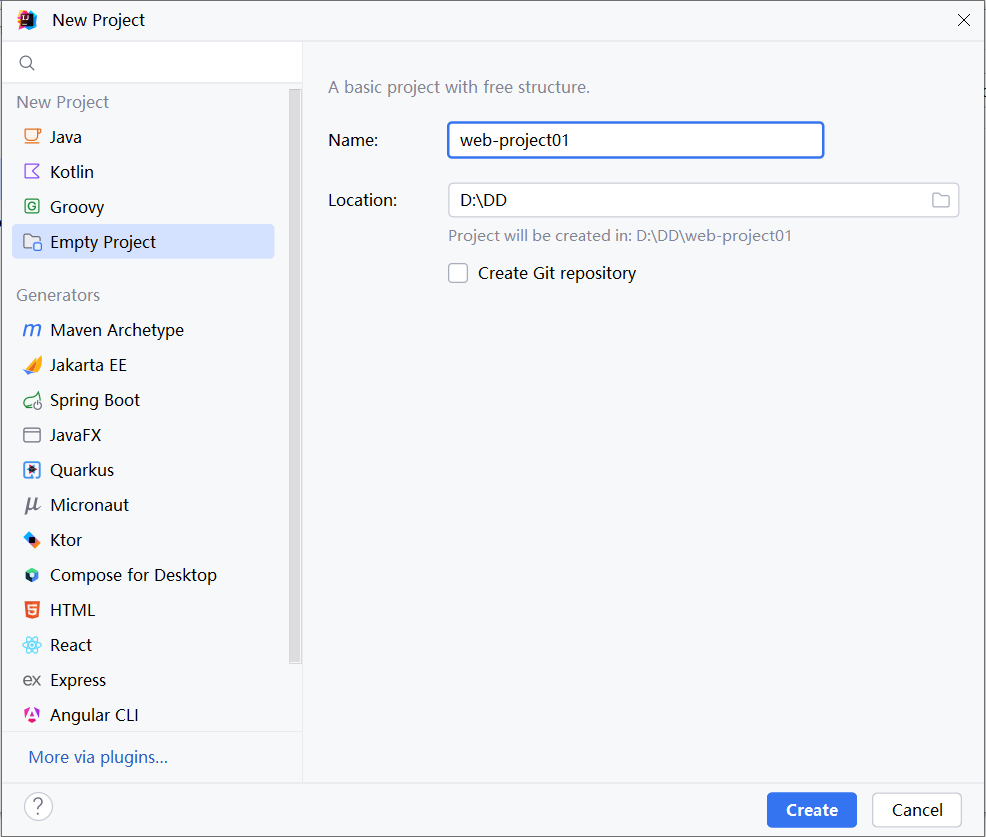 New Project
New Project
Java
Kotlin
Groovy
Empty Project
Generators
Maven Archetype
Jakarta EE
Spring Boot
JavaFX
Quarkus
Micronaut
Ktor
Compose for Desktop
HTML
React
Express
Angular CLI
More via plugins...
A basic project with free structure.
Name: web-project01
Location: D:\DD
Project will be created in: D:\DD\web-project01
Create Git repository
?
Create Cancel